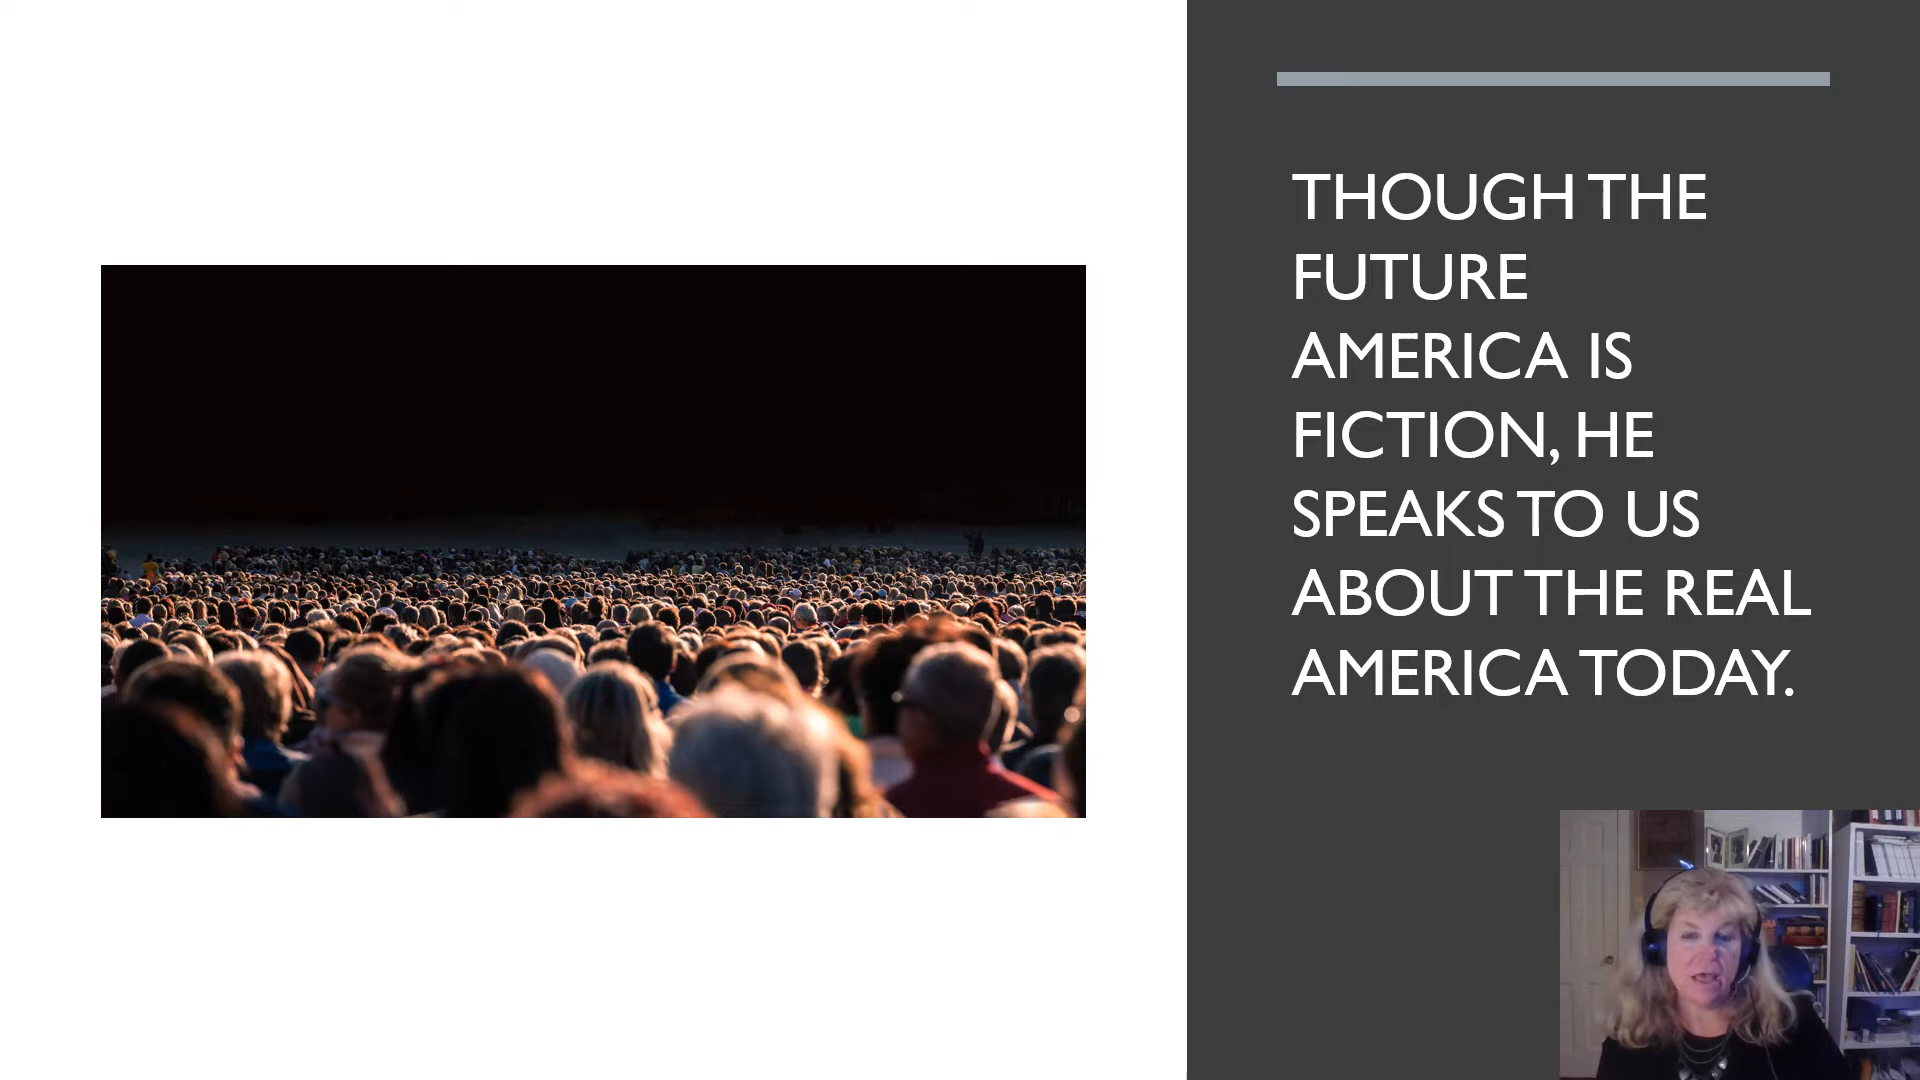 THOUGH THE
FUTURE
AMERICA IS
FICTION, HE
SPEAKS TO US
ABOUT THE REAL
AMERICA TODAY.